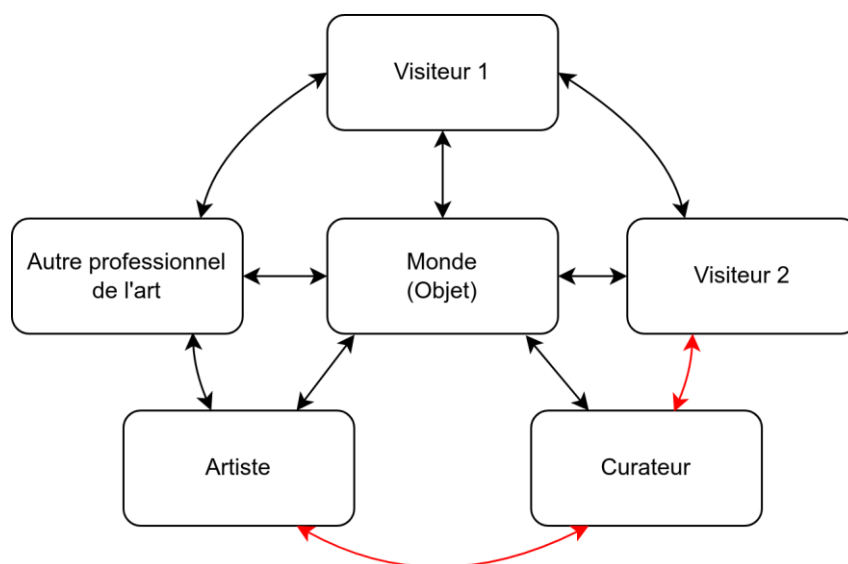 Visiteur 1
Autre professionnel
de l'art
Monde
(Objet)
Visiteur 2
Artiste
Curateur